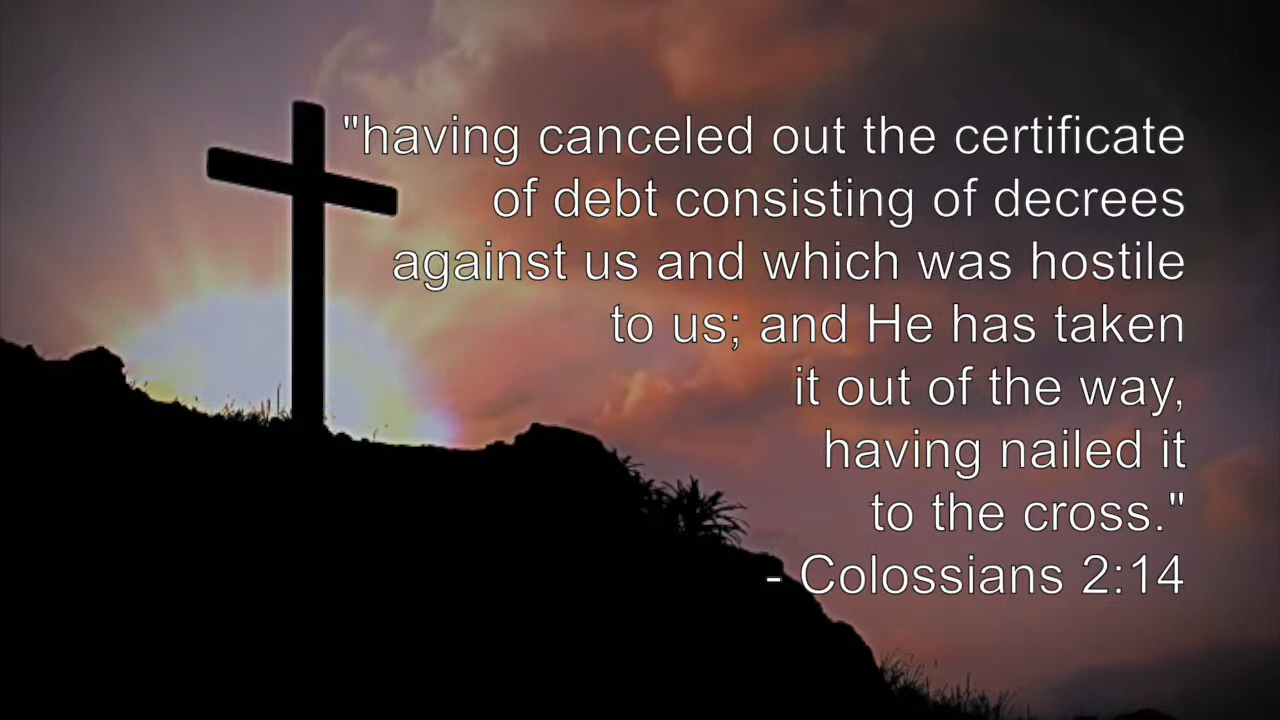 "having canceled out the certificate
of debt consisting of decrees
against us and which was hostile
to us; and He has taken
it out of the way,
having nailed it
to the cross."
- Colossians 2:14